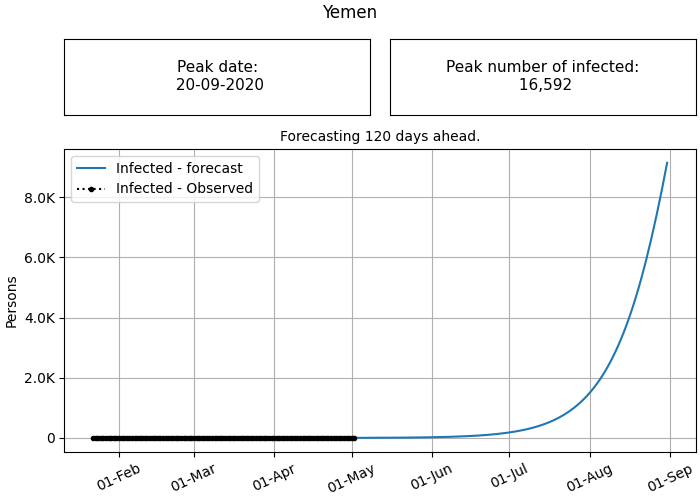 Yemen
Peak date:
20-09-2020
Peak number of infected:
16,592
Forecasting 120 days ahead.
Infected - forecast
Infected - Observed
Persons
8.0K
6.0K
4.0K
2.0K
0
01-Feb
01-Mar
01-Apr
01-May
01-Jun
01-Jul
01-Aug
01-Sep